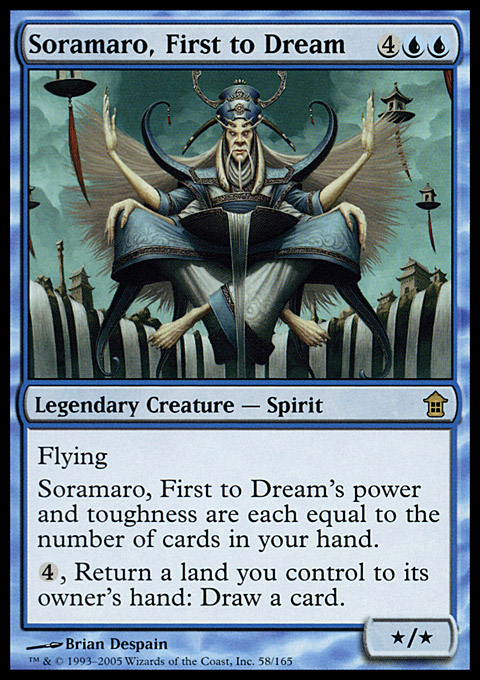 Soramaro, First to Dream 4
Legendary Creature — Spirit
Flying
Soramaro, First to Dream's power
and toughness are each equal to the
number of cards in your hand.
4, Return a land you control to its
owner's hand: Draw a card.
★/★
Brian Despain
™ & © 1993–2005 Wizards of the Coast, Inc. 58/165